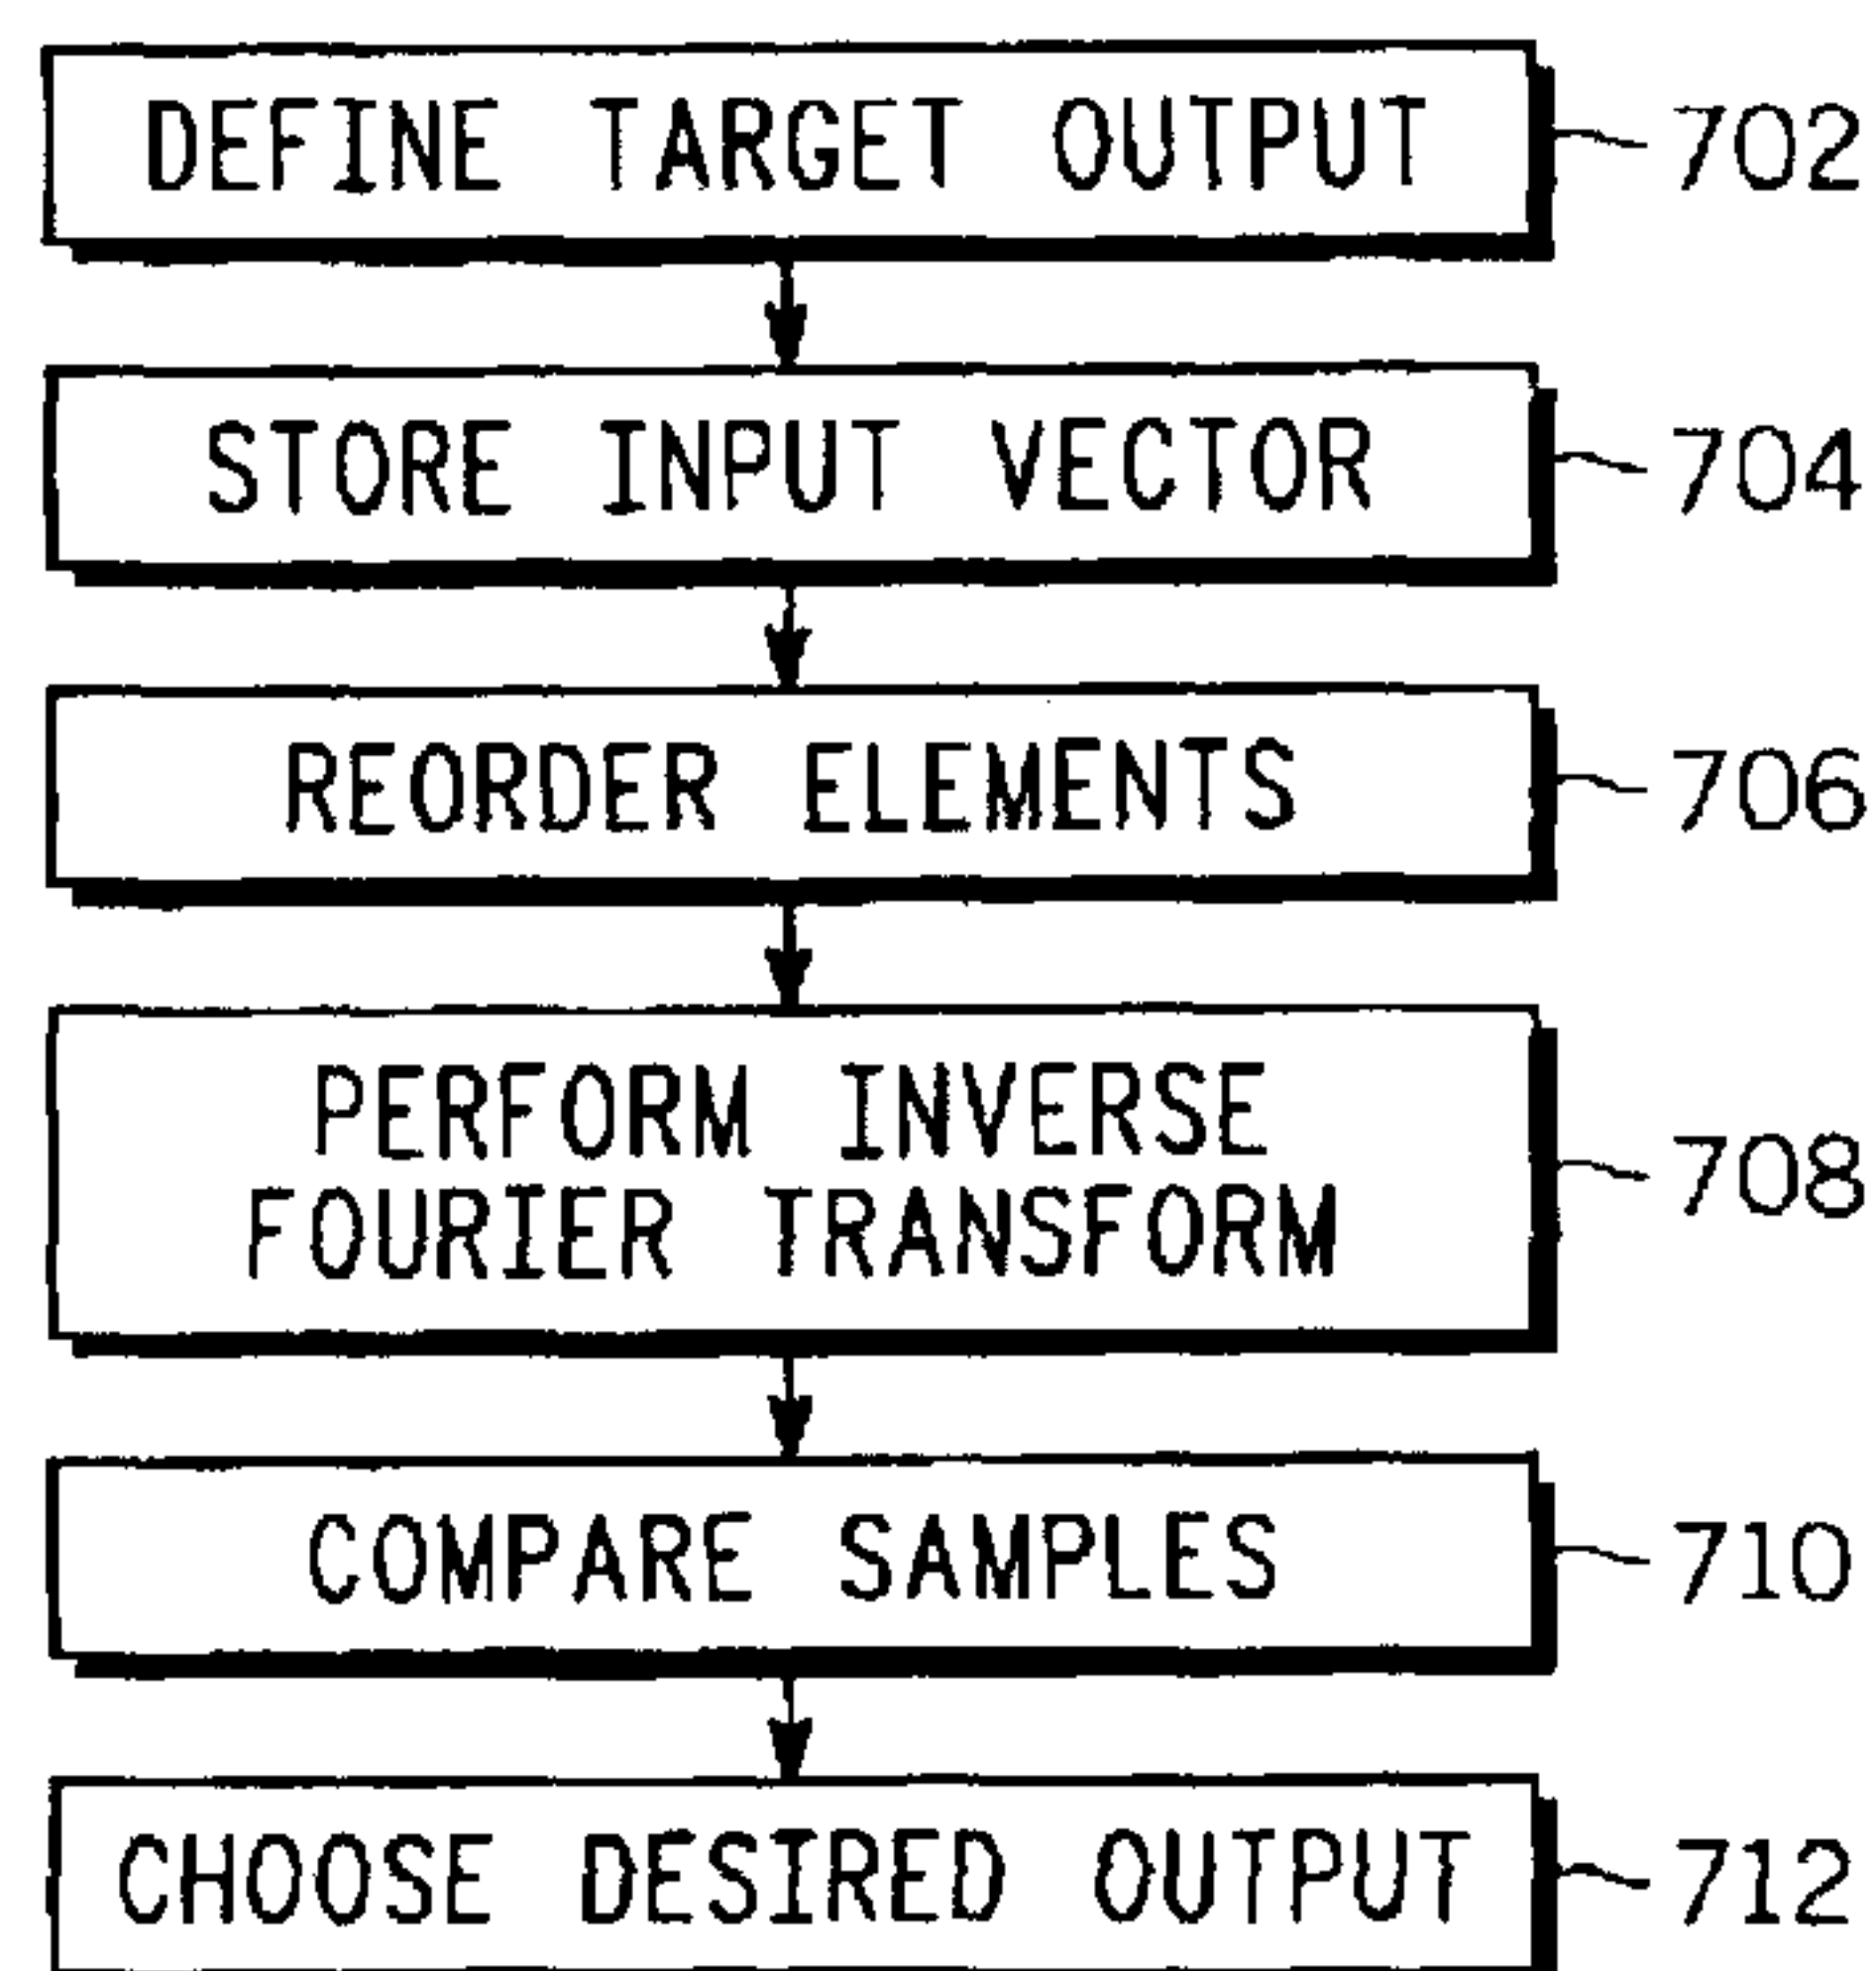 DEFINE TARGET OUTPUT 702
STORE INPUT VECTOR 704
REORDER ELEMENTS 706
PERFORM INVERSE
FOURIER TRANSFORM 708
COMPARE SAMPLES 710
CHOOSE DESIRED OUTPUT 712